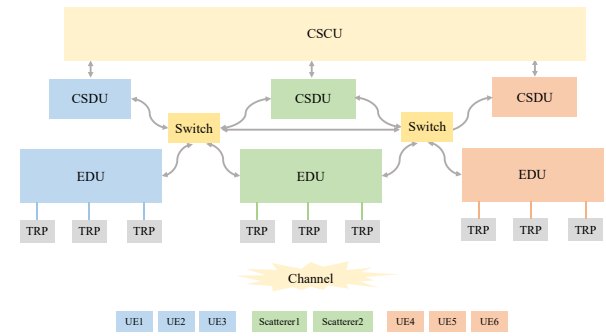 CSCU
CSDU
CSDU
CSDU
Switch
Switch
EDU
EDU
EDU
TRP TRP TRP TRP TRP TRP TRP TRP TRP
Channel
UE1 UE2 UE3 Scatterer1 Scatterer2 UE4 UE5 UE6